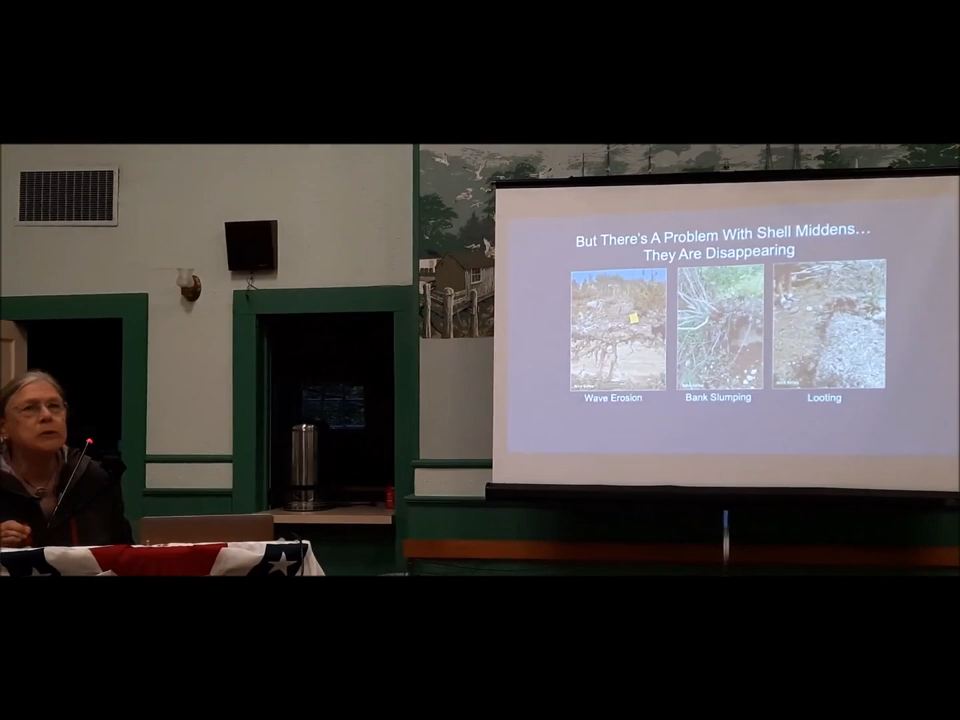 But There's A Problem With Shell Middens…
They Are Disappearing
Wave Erosion
Bank Slumping
Looting